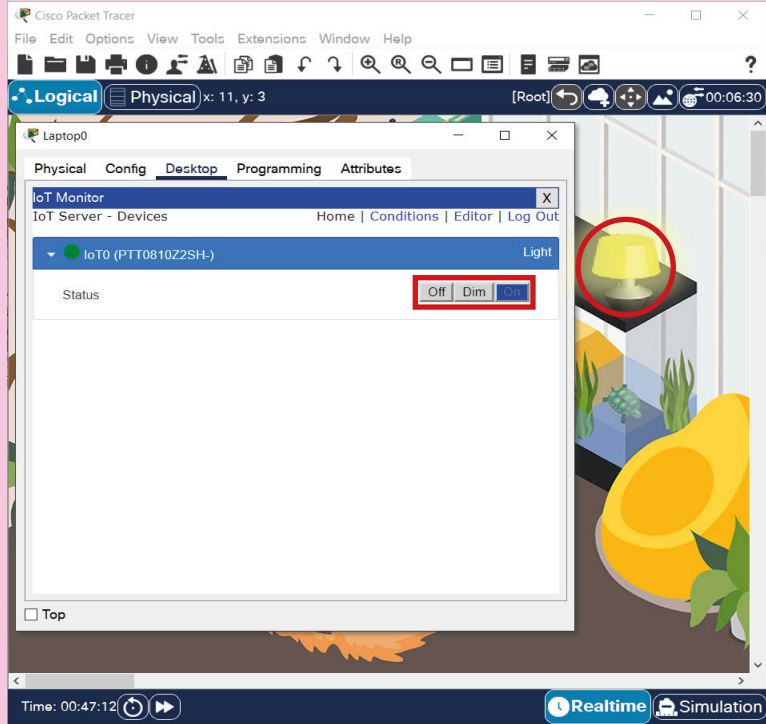 Cisco Packet Tracer
File Edit Options View Tools Extensions Window Help
Logical Physical x: 11, y: 3 [Root] 00:06:30
Laptop0
Physical Config Desktop Programming Attributes
IoT Monitor X
IoT Server - Devices Home | Conditions | Editor | Log Out
IoT0 (PTT0810Z2SH-) Light
Status Off Dim On
Top
Time: 00:47:12 Realtime Simulation